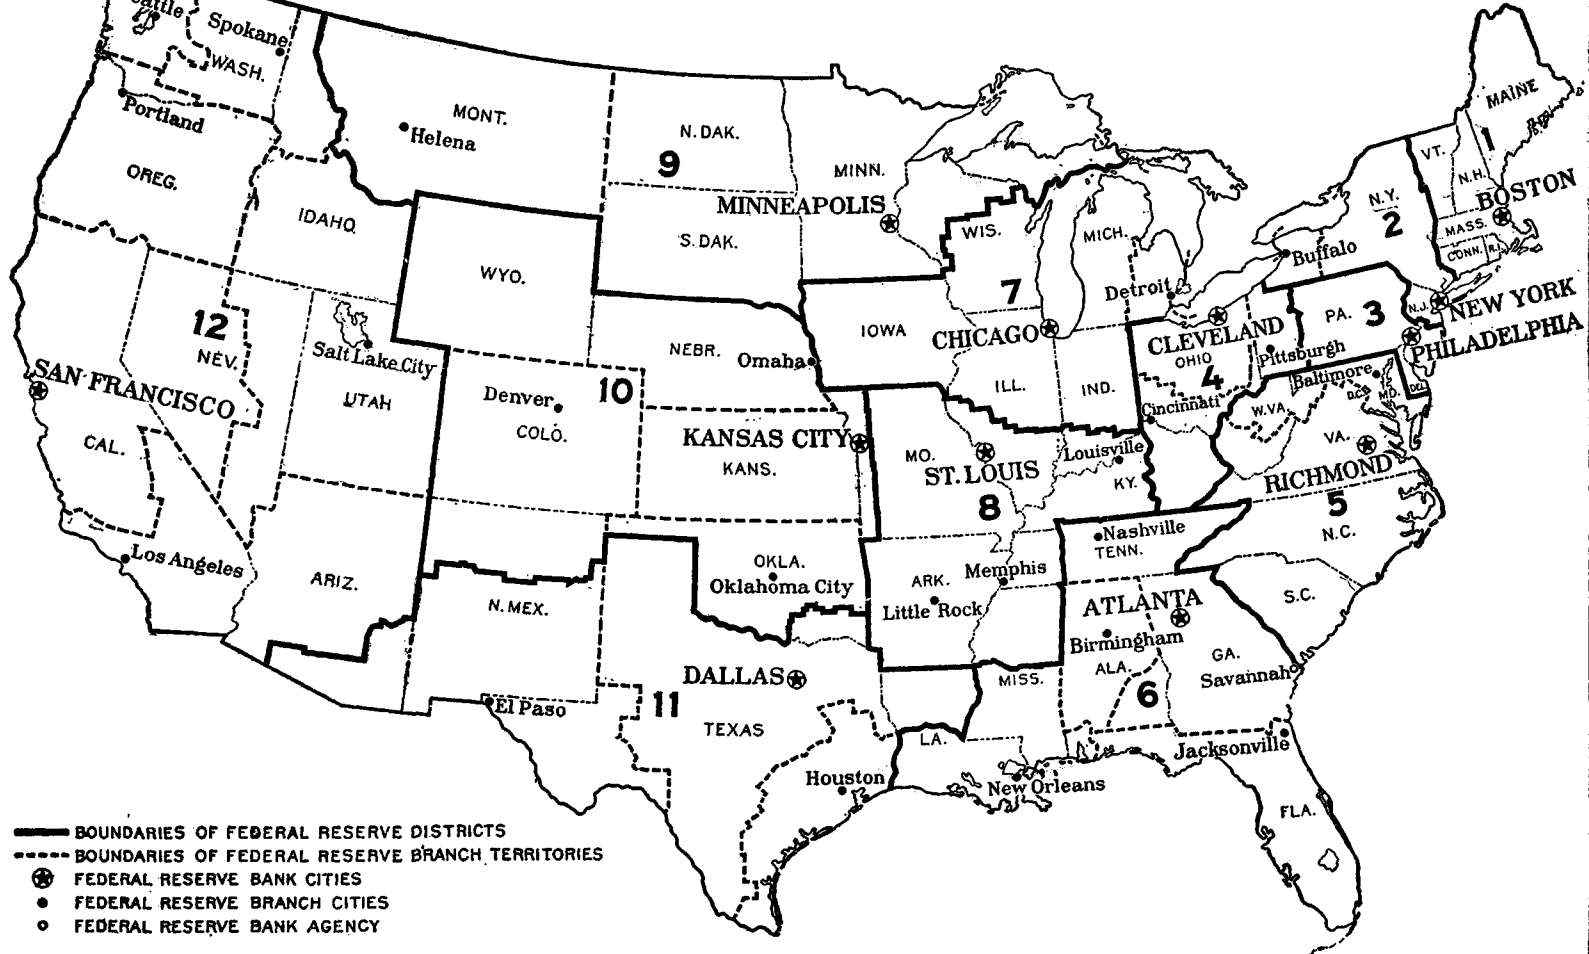 Spokane
WASH.
Portland
OREG.
IDAHO
MONT.
Helena
N. DAK.
9
S. DAK.
MINN.
MINNEAPOLIS
WYO.
WIS.
MICH.
7
Detroit
IOWA
CHICAGO
ILL.
IND.
MAINE
1
VT.
N.H.
BOSTON
MASS.
CONN.
R.I.
N.Y.
2
Buffalo
NEW YORK
N.J.
PA.
3
PHILADELPHIA
CLEVELAND
OHIO
4
Pittsburgh
Cincinnati
Baltimore
D.C.
MD.
DEL.
W.VA.
VA.
RICHMOND
5
N.C.
S.C.
12
NEV.
SAN FRANCISCO
CAL.
Salt Lake City
UTAH
Los Angeles
ARIZ.
NEBR.
Omaha
10
Denver
COLO.
KANSAS CITY
KANS.
MO.
ST. LOUIS
8
Louisville
KY.
Nashville
TENN.
Memphis
ARK.
Little Rock
OKLA.
Oklahoma City
N. MEX.
El Paso
DALLAS
11
TEXAS
Houston
LA.
New Orleans
MISS.
ATLANTA
Birmingham
ALA.
6
GA.
Savannah
Jacksonville
FLA.
BOUNDARIES OF FEDERAL RESERVE DISTRICTS
BOUNDARIES OF FEDERAL RESERVE BRANCH TERRITORIES
FEDERAL RESERVE BANK CITIES
FEDERAL RESERVE BRANCH CITIES
FEDERAL RESERVE BANK AGENCY